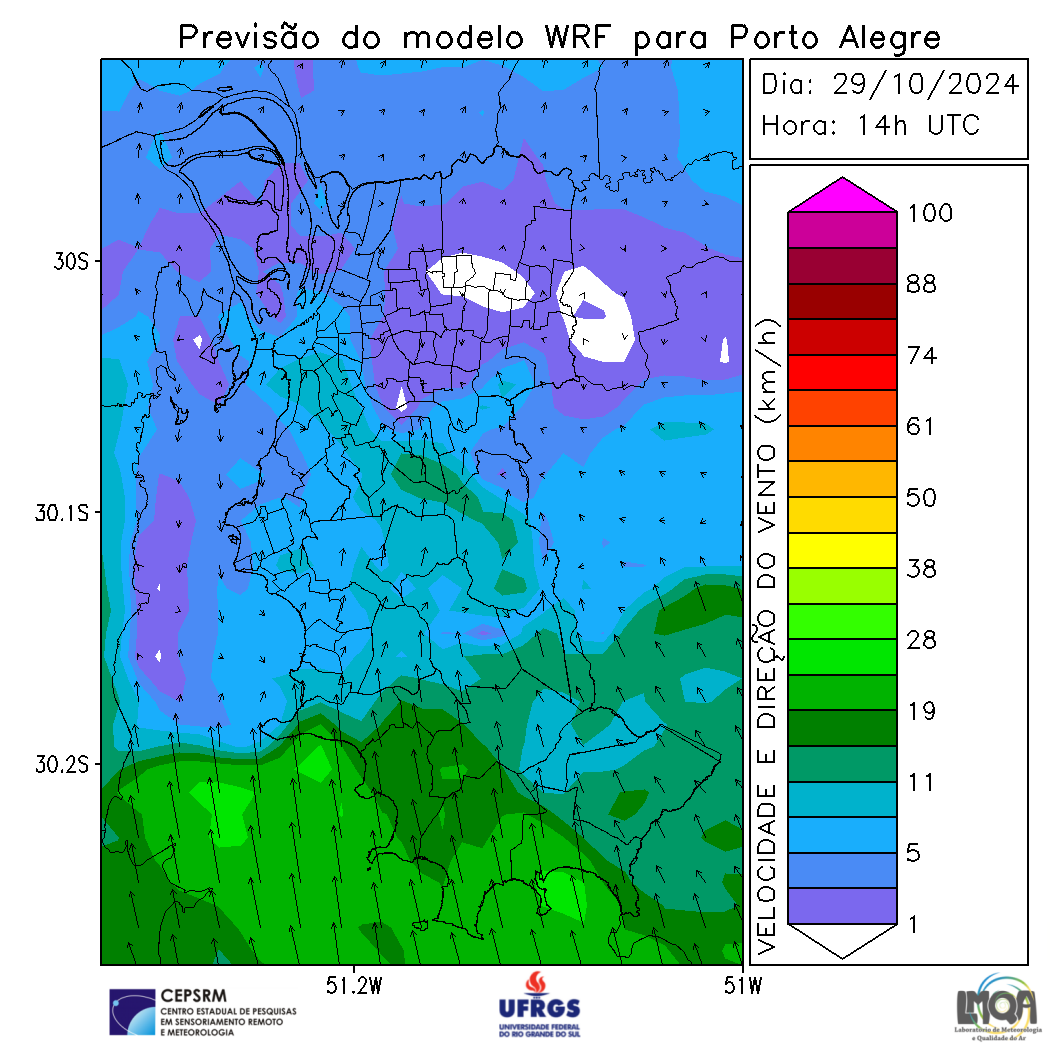 Previsão do modelo WRF para Porto Alegre
Dia: 29/10/2024
Hora: 14h UTC
30S
30.1S
30.2S
51.2W
51W
VELOCIDADE E DIREÇÃO DO VENTO (km/h)
100
88
74
61
50
38
28
19
11
5
1
CEPSRM
CENTRO ESTADUAL DE PESQUISAS
EM SENSORIAMENTO REMOTO
E METEOROLOGIA
UFRGS
UNIVERSIDADE FEDERAL
DO RIO GRANDE DO SUL
LMQA
Laboratório de Meteorologia
e Qualidade do Ar